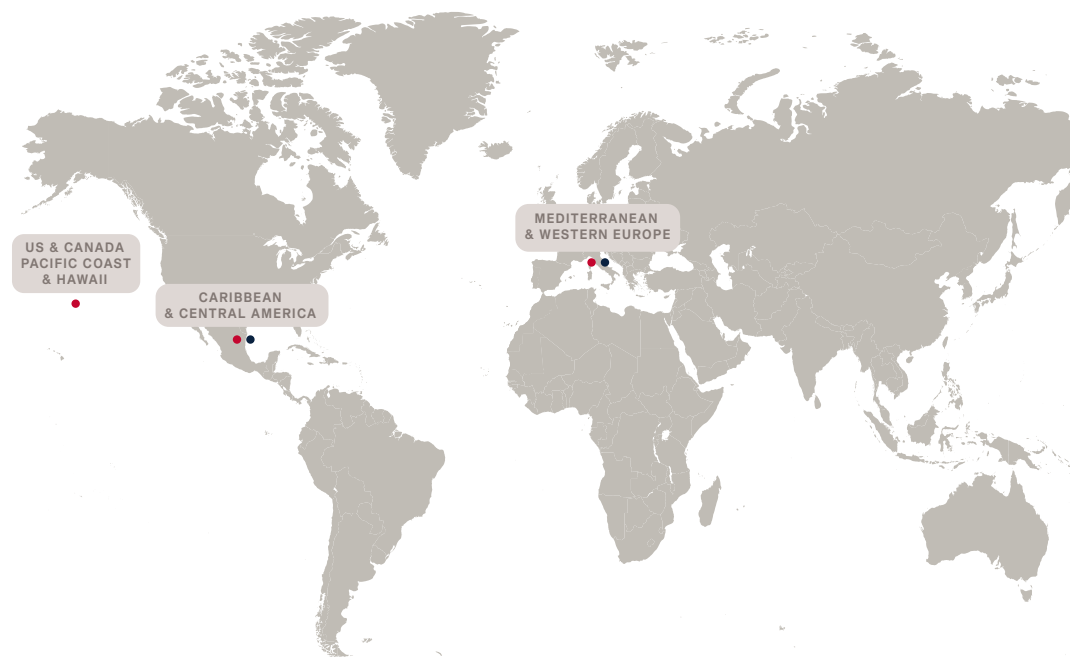 MEDITERRANEAN
& WESTERN EUROPE
US & CANADA
PACIFIC COAST
& HAWAII
CARIBBEAN
& CENTRAL AMERICA